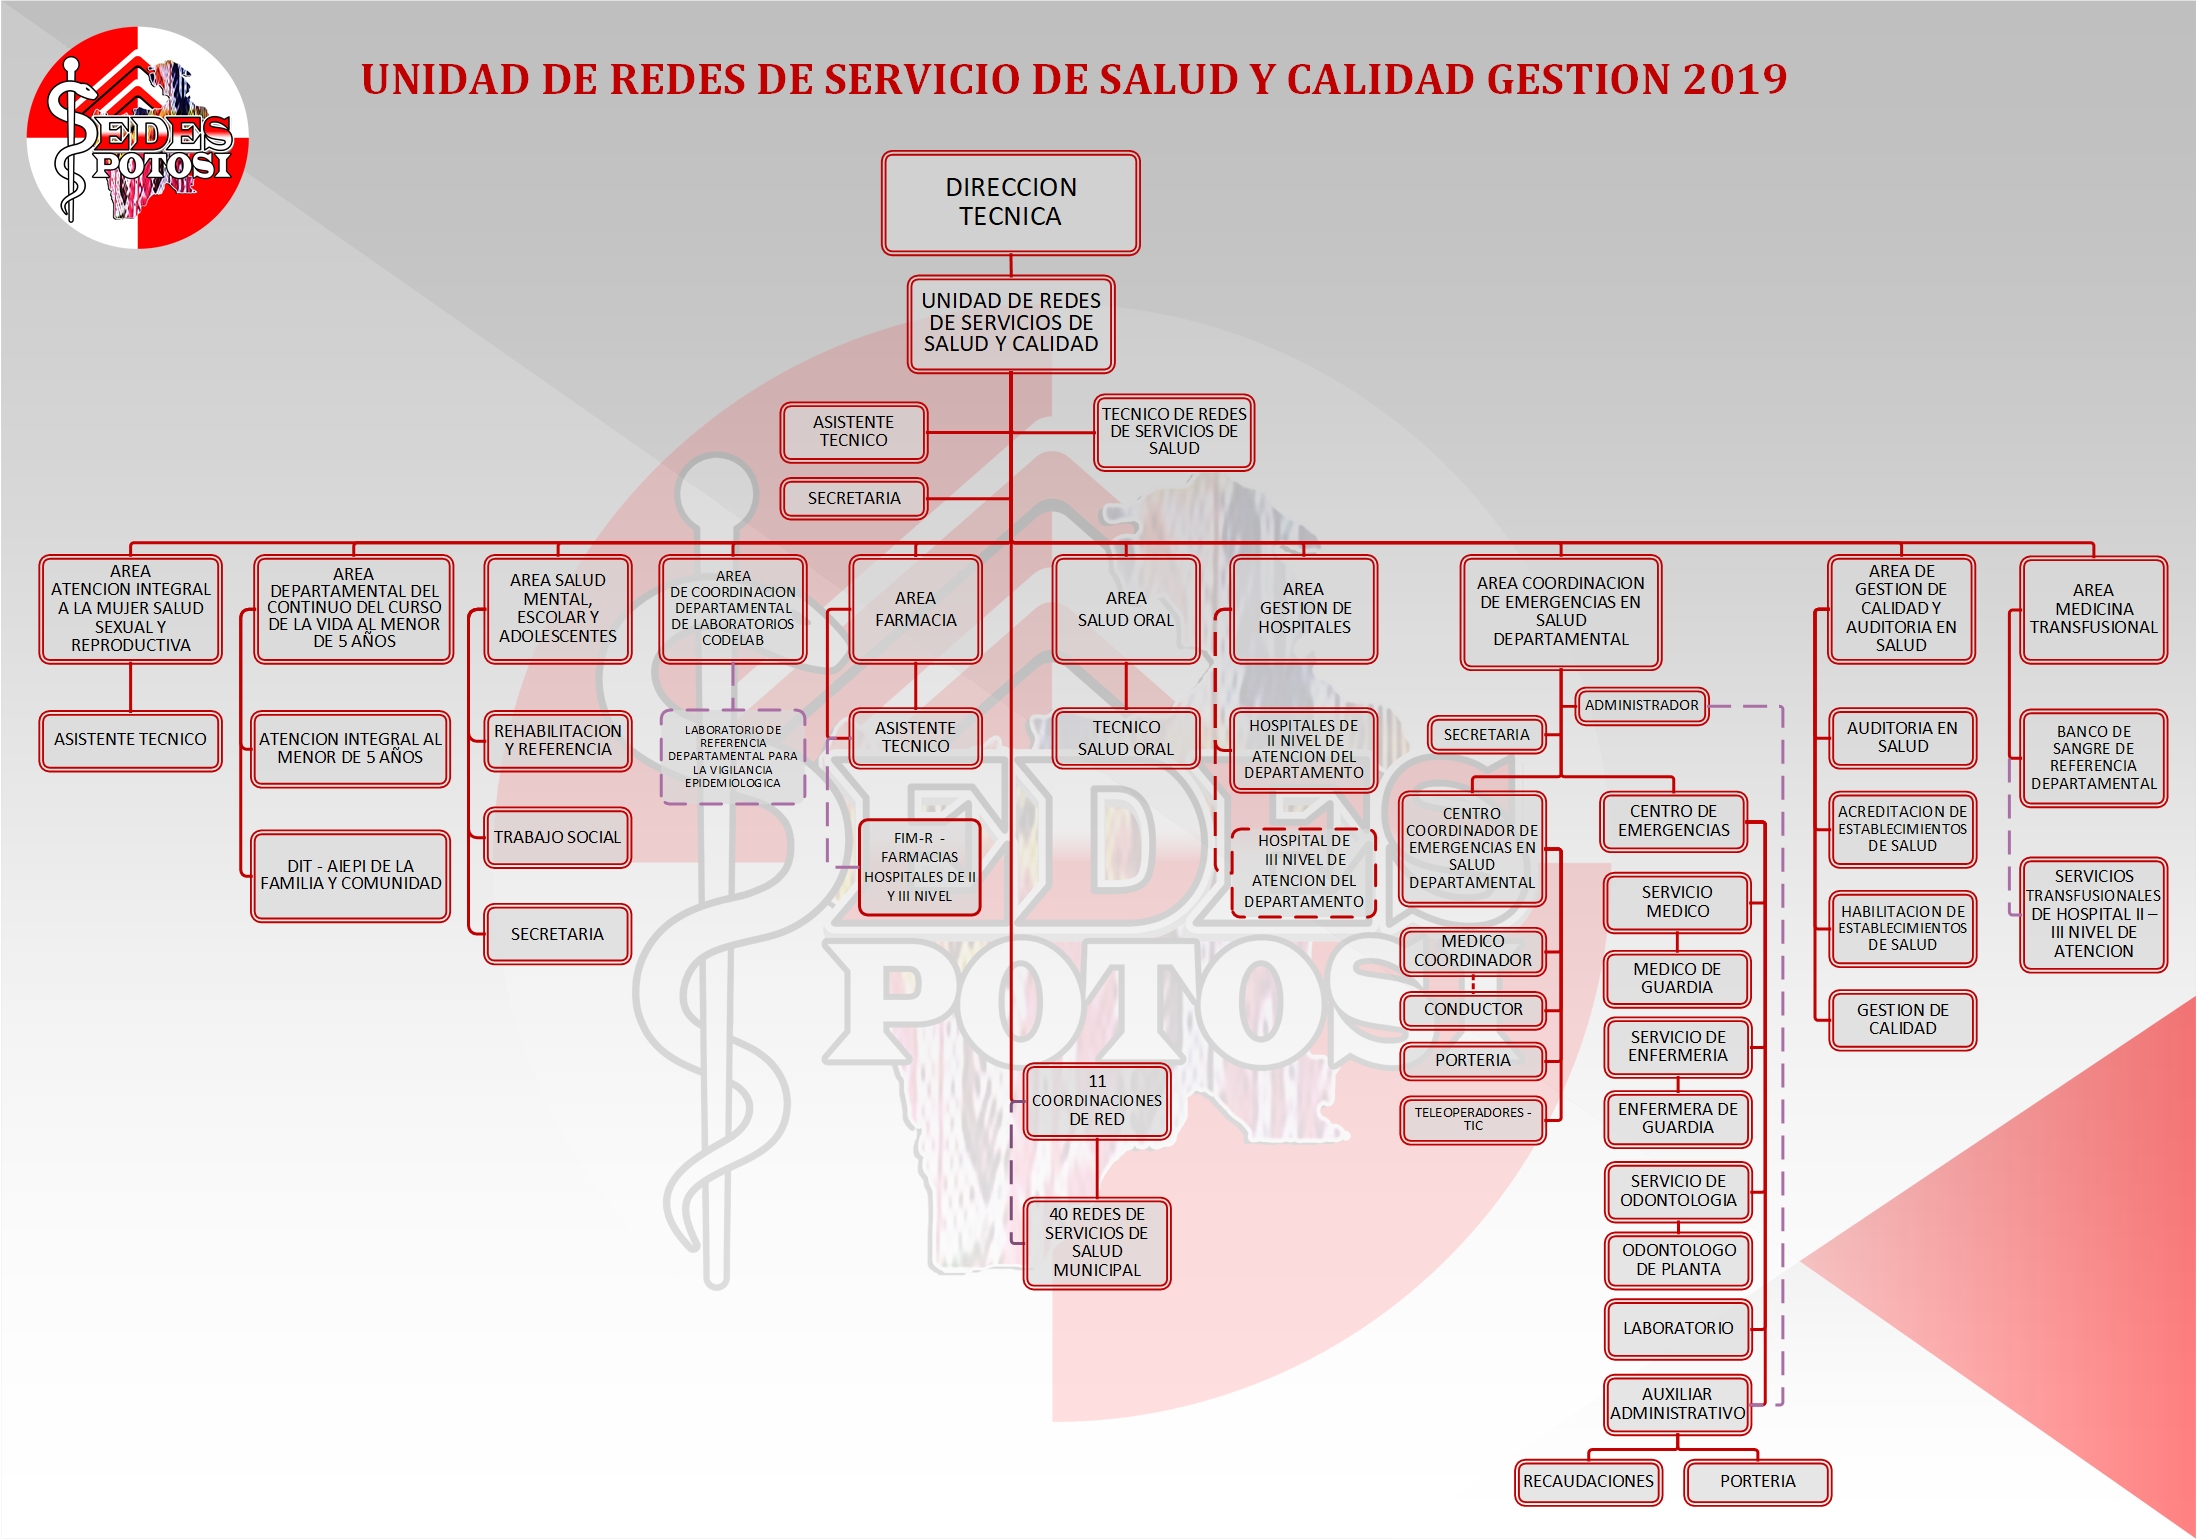 UNIDAD DE REDES DE SERVICIO DE SALUD Y CALIDAD GESTION 2019
SEDES
POTOSI
DIRECCION
TECNICA
UNIDAD DE REDES
DE SERVICIOS DE
SALUD Y CALIDAD
ASISTENTE
TECNICO
TECNICO DE REDES
DE SERVICIOS DE
SALUD
SECRETARIA
AREA
ATENCION INTEGRAL
A LA MUJER SALUD
SEXUAL Y
REPRODUCTIVA
ASISTENTE TECNICO
AREA
DEPARTAMENTAL DEL
CONTINUO DEL CURSO
DE LA VIDA AL MENOR
DE 5 AÑOS
ATENCION INTEGRAL AL
MENOR DE 5 AÑOS
DIT - AIEPI DE LA
FAMILIA Y COMUNIDAD
AREA SALUD
MENTAL,
ESCOLAR Y
ADOLESCENTES
REHABILITACION
Y REFERENCIA
TRABAJO SOCIAL
SECRETARIA
AREA
DE COORDINACION
DEPARTAMENTAL
DE LABORATORIOS
CODELAB
LABORATORIO DE
REFERENCIA
DEPARTAMENTAL PARA
LA VIGILANCIA
EPIDEMIOLOGICA
AREA
FARMACIA
ASISTENTE
TECNICO
FIM-R -
FARMACIAS
HOSPITALES DE II
Y III NIVEL
AREA
SALUD ORAL
TECNICO
SALUD ORAL
11
COORDINACIONES
DE RED
40 REDES DE
SERVICIOS DE
SALUD
MUNICIPAL
AREA
GESTION DE
HOSPITALES
HOSPITALES DE
II NIVEL DE
ATENCION DEL
DEPARTAMENTO
HOSPITAL DE
III NIVEL DE
ATENCION DEL
DEPARTAMENTO
AREA COORDINACION
DE EMERGENCIAS EN
SALUD
DEPARTAMENTAL
ADMINISTRADOR
SECRETARIA
CENTRO
COORDINADOR DE
EMERGENCIAS EN
SALUD
DEPARTAMENTAL
MEDICO
COORDINADOR
CONDUCTOR
PORTERIA
TELEOPERADORES -
TIC
CENTRO DE
EMERGENCIAS
SERVICIO
MEDICO
MEDICO DE
GUARDIA
SERVICIO DE
ENFERMERIA
ENFERMERA DE
GUARDIA
SERVICIO DE
ODONTOLOGIA
ODONTOLOGO
DE PLANTA
LABORATORIO
AUXILIAR
ADMINISTRATIVO
RECAUDACIONES
PORTERIA
AREA DE
GESTION DE
CALIDAD Y
AUDITORIA EN
SALUD
AUDITORIA EN
SALUD
ACREDITACION DE
ESTABLECIMIENTOS
DE SALUD
HABILITACION DE
ESTABLECIMIENTOS
DE SALUD
GESTION DE
CALIDAD
AREA
MEDICINA
TRANSFUSIONAL
BANCO DE
SANGRE DE
REFERENCIA
DEPARTAMENTAL
SERVICIOS
TRANSFUSIONALES
DE HOSPITAL II –
III NIVEL DE
ATENCION
SEDES
POTOSI